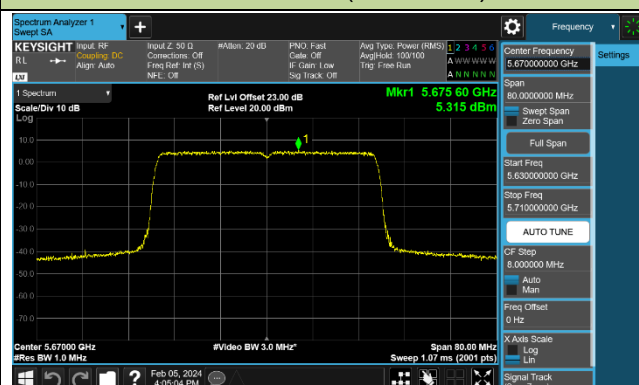 Spectrum Analyzer 1
Swept SA
Frequency
KEYSIGHT
Input: RF
Input Z: 50 Ω
#Atten: 20 dB
PNO: Fast
Avg Type: Power (RMS)
1 2 3 4 5 6
RL
Coupling: DC
Corrections: Off
Gate: Off
Avg|Hold: 100/100
A W W W W W
Align: Auto
Freq Ref: Int (S)
IF Gain: Low
Trig: Free Run
NFE: Off
Sig Track: Off
A N N N N N
LXI
1 Spectrum
Scale/Div 10 dB
Ref Lvl Offset 23.00 dB
Ref Level 20.00 dBm
Mkr1 5.675 60 GHz
5.315 dBm
Log
10.0
0.00
-10.0
-20.0
-30.0
-40.0
-50.0
-60.0
-70.0
1
Center 5.67000 GHz
#Video BW 3.0 MHz*
Span 80.00 MHz
#Res BW 1.0 MHz
Sweep 1.07 ms (2001 pts)
Center Frequency
5.670000000 GHz
Settings
Span
80.0000000 MHz
Swept Span
Zero Span
Full Span
Start Freq
5.630000000 GHz
Stop Freq
5.710000000 GHz
AUTO TUNE
CF Step
8.000000 MHz
Auto
Man
Freq Offset
0 Hz
X Axis Scale
Log
Lin
Signal Track
Feb 05, 2024
4:05:04 PM